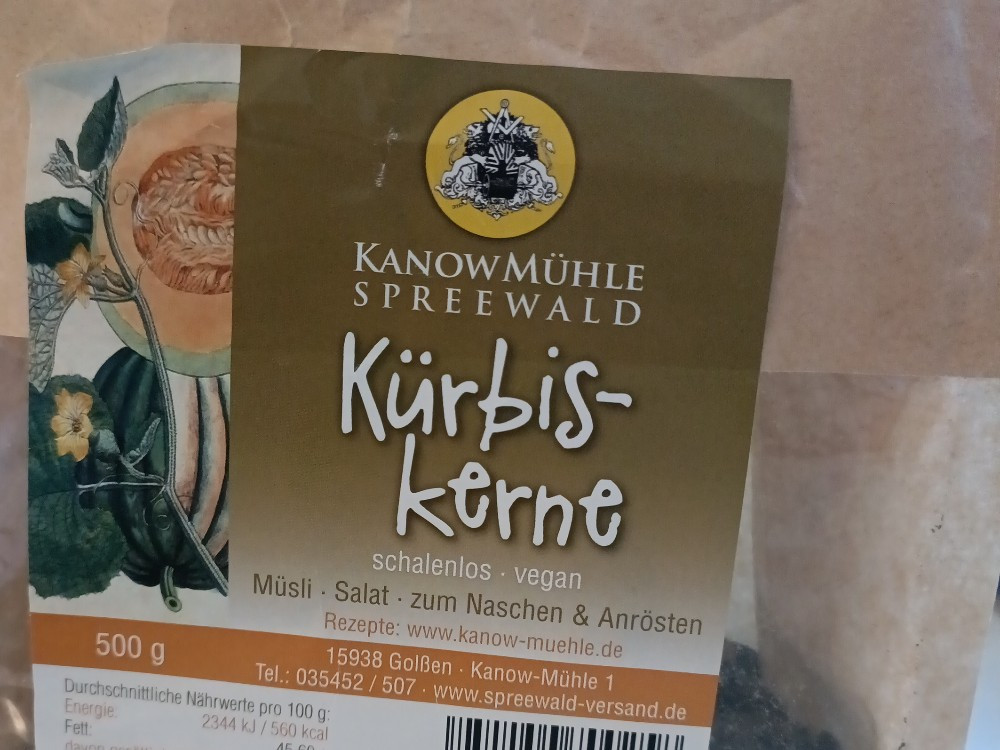 KANOWMÜHLE
SPREEWALD
Kürbis-
kerne
schalenlos · vegan
Müsli · Salat · zum Naschen & Anrösten
Rezepte: www.kanow-muehle.de
500 g
15938 Golßen · Kanow-Mühle 1
Tel.: 035452 / 507 · www.spreewald-versand.de
Durchschnittliche Nährwerte pro 100 g:
Energie: 2344 kJ / 560 kcal
Fett:
davon